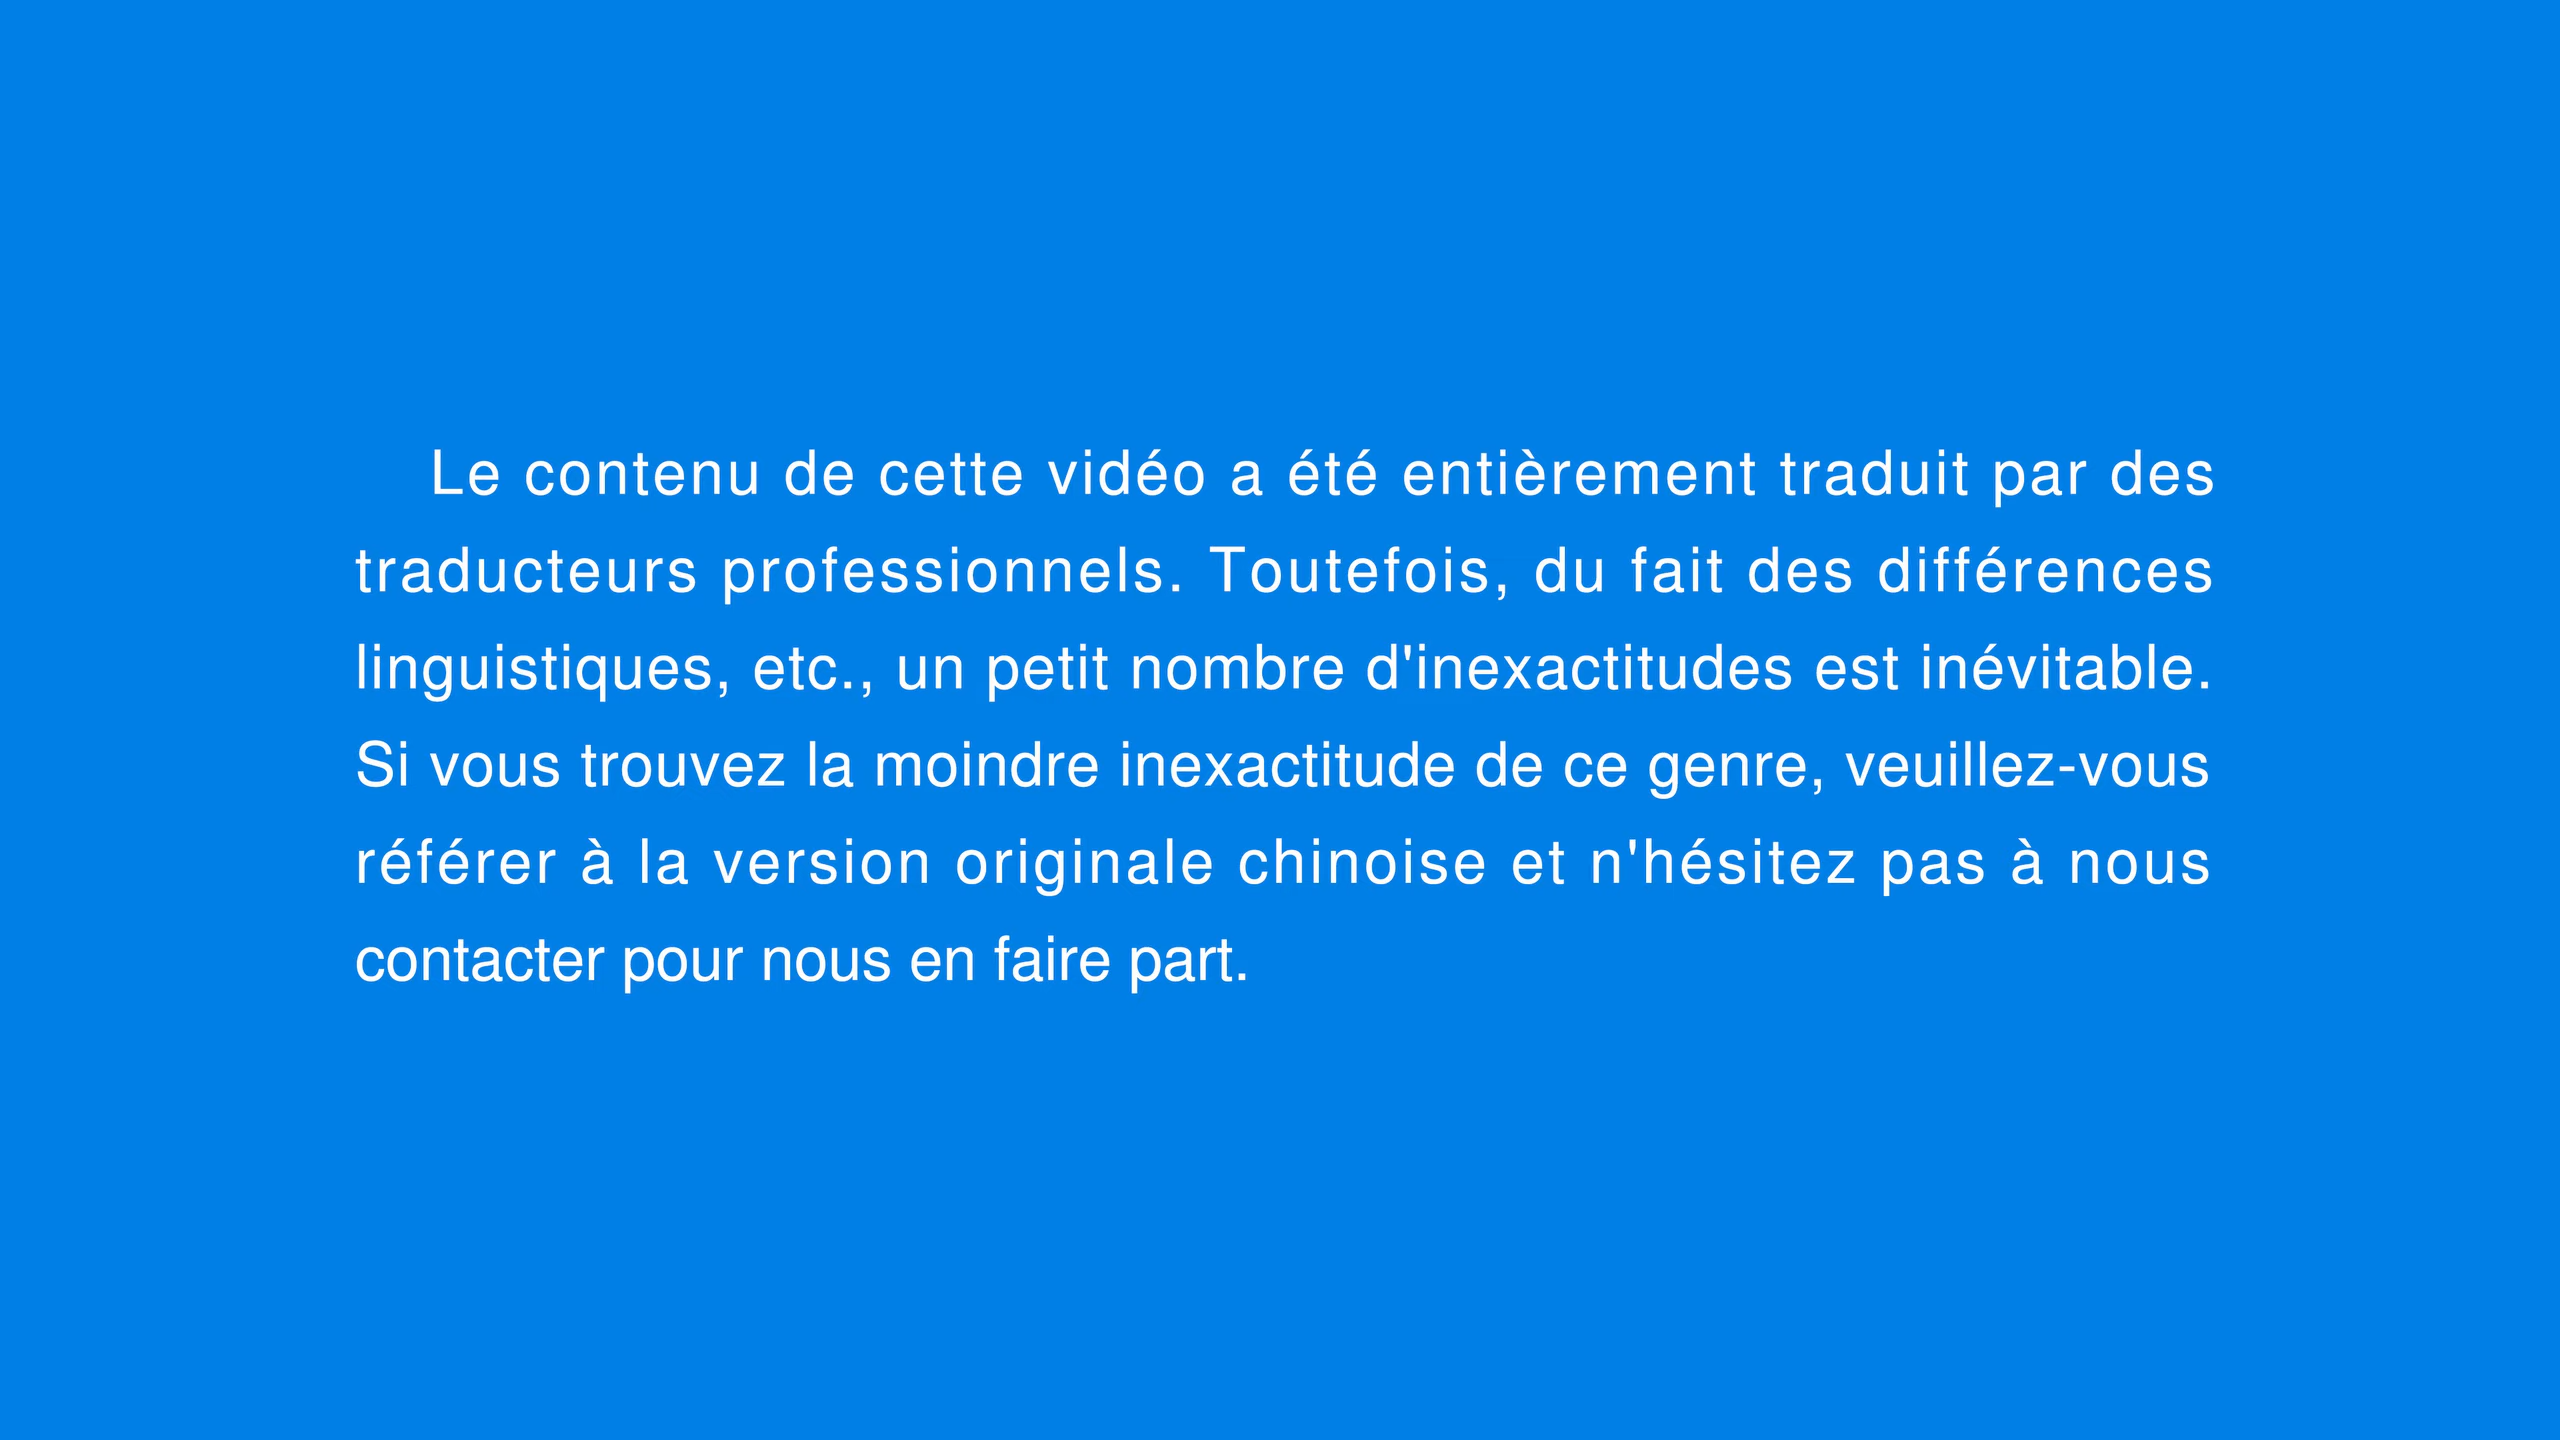 Le contenu de cette vidéo a été entièrement traduit par des
traducteurs professionnels. Toutefois, du fait des différences
linguistiques, etc., un petit nombre d'inexactitudes est inévitable.
Si vous trouvez la moindre inexactitude de ce genre, veuillez-vous
référer à la version originale chinoise et n'hésitez pas à nous
contacter pour nous en faire part.